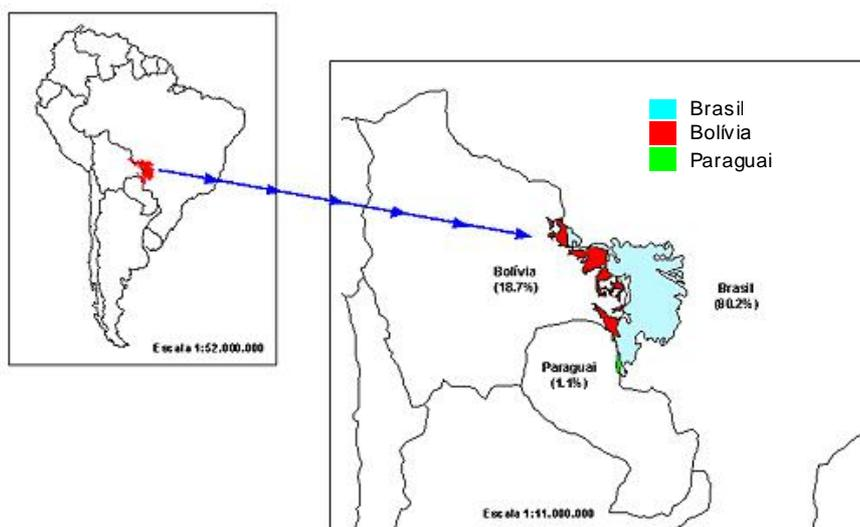 Brasil
Bolívia
Paraguai
Bolívia
(18.7%)
Brasil
(80.2%)
Paraguai
(1.1%)
Escala 1:52.000.000
Escala 1:11.000.000